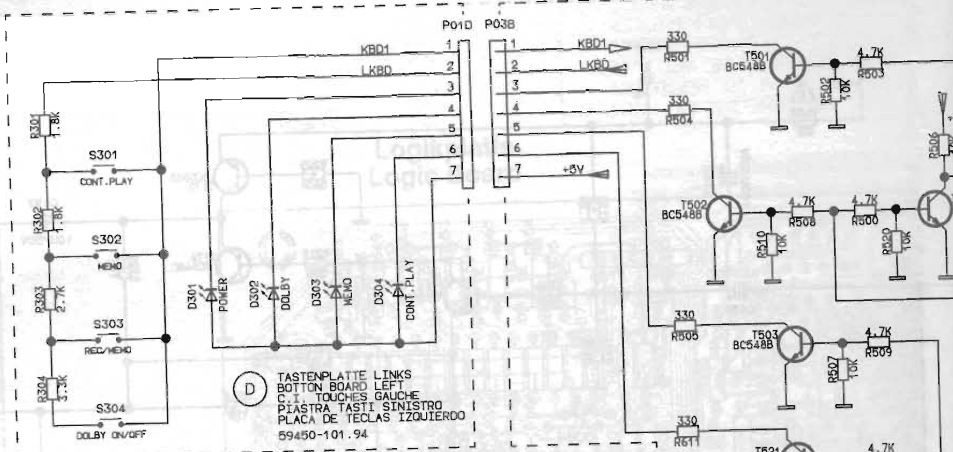 P01D P03B
1 KBD1 1 KBD1
2 LKBD 2 LKBD
3 3
4 4
5 5
6 6
7 7 +5V
330
R501
T501
BC548B
4.7K
R503
R502
10K
R301
1.8K
S301
CONT.PLAY
330
R504
R506
R302
1.8K
S302
MEMO
T502
BC548B
4.7K
R508
4.7K
R500
R510
10K
R520
10K
R303
2.7K
D301
POWER
D302
DOLBY
D303
MEMO
D304
CONT.PLAY
S303
REC/MEMO
330
R505
T503
BC548B
4.7K
R509
R507
10K
R304
3.3K
S304
DOLBY ON/OFF
D
TASTENPLATTE LINKS
BOTTON BOARD LEFT
C.I. TOUCHES GAUCHE
PIASTRA TASTI SINISTRO
PLACA DE TECLAS IZQUIERDO
59450-101.94
330
R611
T521
4.7K